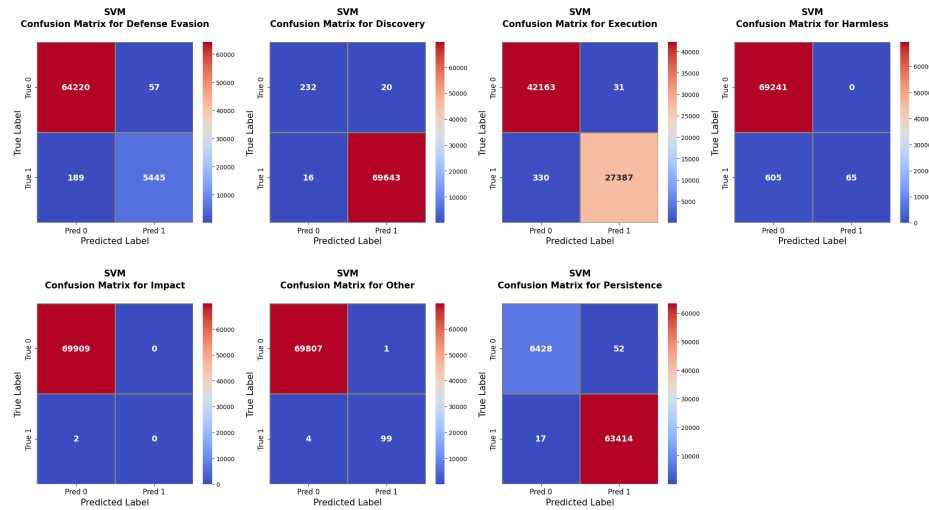 SVM
Confusion Matrix for Defense Evasion
True Label
True 0
True 1
64220
57
189
5445
Pred 0
Pred 1
Predicted Label
60000
50000
40000
30000
20000
10000
SVM
Confusion Matrix for Discovery
True Label
True 0
True 1
232
20
16
69643
Pred 0
Pred 1
Predicted Label
60000
50000
40000
30000
20000
10000
SVM
Confusion Matrix for Execution
True Label
True 0
True 1
42163
31
330
27387
Pred 0
Pred 1
Predicted Label
40000
35000
30000
25000
20000
15000
10000
5000
SVM
Confusion Matrix for Harmless
True Label
True 0
True 1
69241
0
605
65
Pred 0
Pred 1
Predicted Label
6000
5000
4000
3000
2000
1000
0
SVM
Confusion Matrix for Impact
True Label
True 0
True 1
69909
0
2
0
Pred 0
Pred 1
Predicted Label
60000
50000
40000
30000
20000
10000
0
SVM
Confusion Matrix for Other
True Label
True 0
True 1
69807
1
4
99
Pred 0
Pred 1
Predicted Label
60000
50000
40000
30000
20000
10000
SVM
Confusion Matrix for Persistence
True Label
True 0
True 1
6428
52
17
63414
Pred 0
Pred 1
Predicted Label
60000
50000
40000
30000
20000
10000